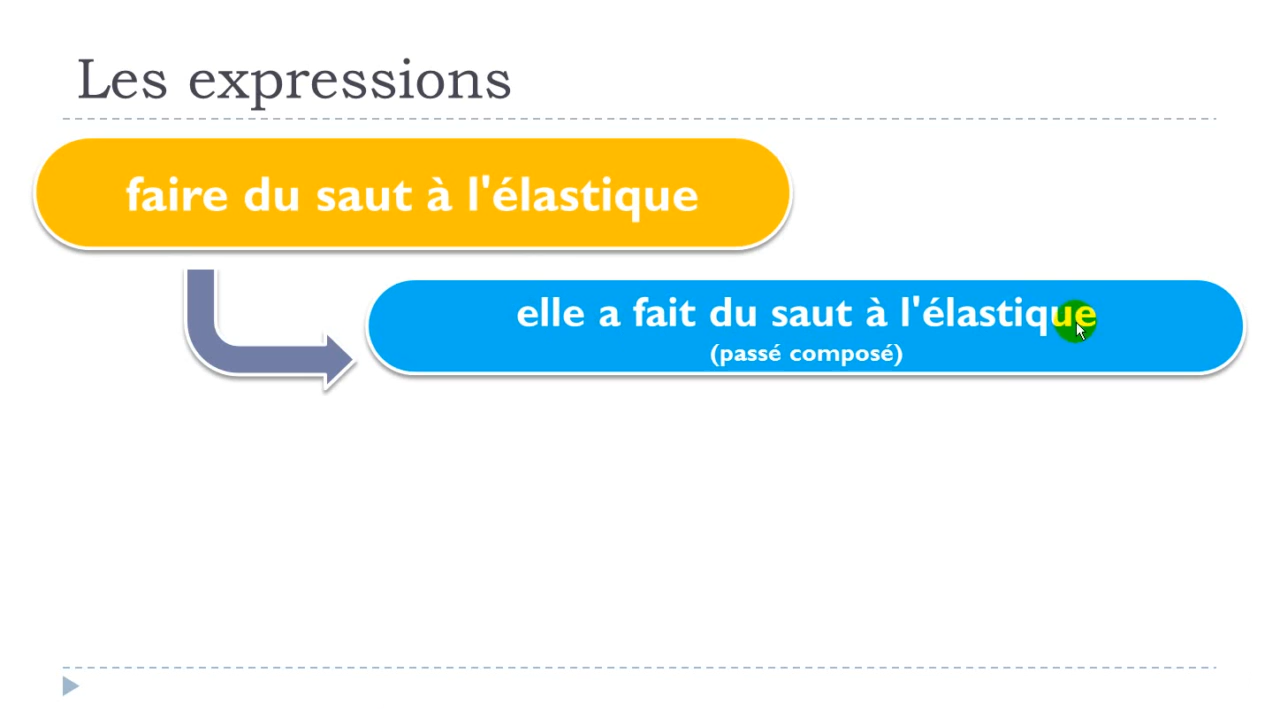 Les expressions
faire du saut à l'élastique
elle a fait du saut à l'élastique
(passé composé)